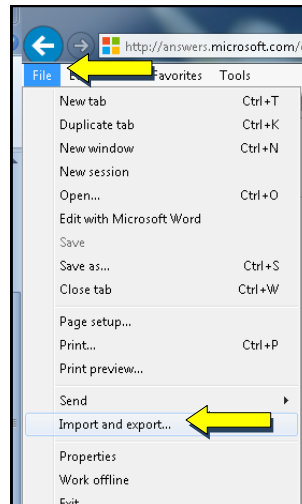 http://answers.microsoft.com/
File Favorites Tools
New tab Ctrl+T
Duplicate tab Ctrl+K
New window Ctrl+N
New session
Open... Ctrl+O
Edit with Microsoft Word
Save
Save as... Ctrl+S
Close tab Ctrl+W
Page setup...
Print... Ctrl+P
Print preview...
Send
Import and export...
Properties
Work offline
Exit